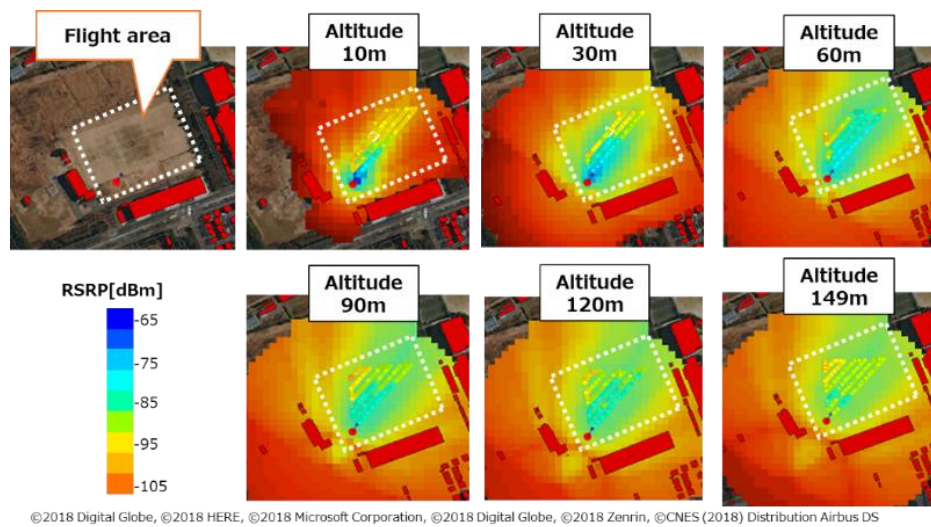 Flight area
Altitude
10m
Altitude
30m
Altitude
60m
RSRP[dBm]
-65
-75
-85
-95
-105
Altitude
90m
Altitude
120m
Altitude
149m
©2018 Digital Globe, ©2018 HERE, ©2018 Microsoft Corporation, ©2018 Digital Globe, ©2018 Zenrin, ©CNES (2018) Distribution Airbus DS